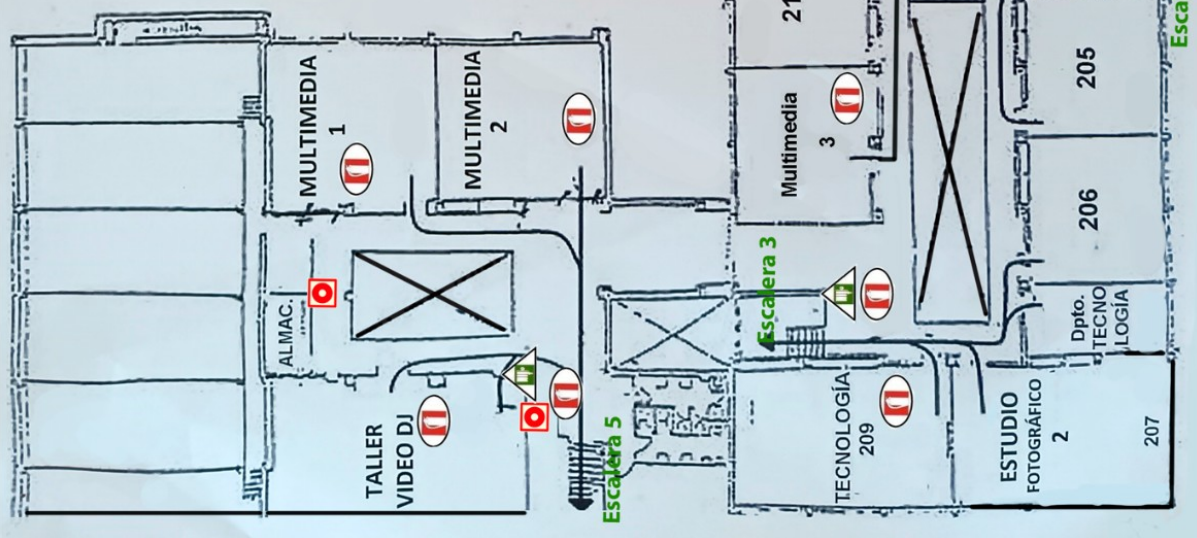 MULTIMEDIA
1
MULTIMEDIA
2
21
Multimedia
3
205
206
Esca
Escalera 3
ALMAC.
Dpto.
TECNO
LOGÍA
TALLER
VIDEO DJ
Escalera 5
TECNOLOGÍA
209
ESTUDIO
FOTOGRÁFICO
2
207